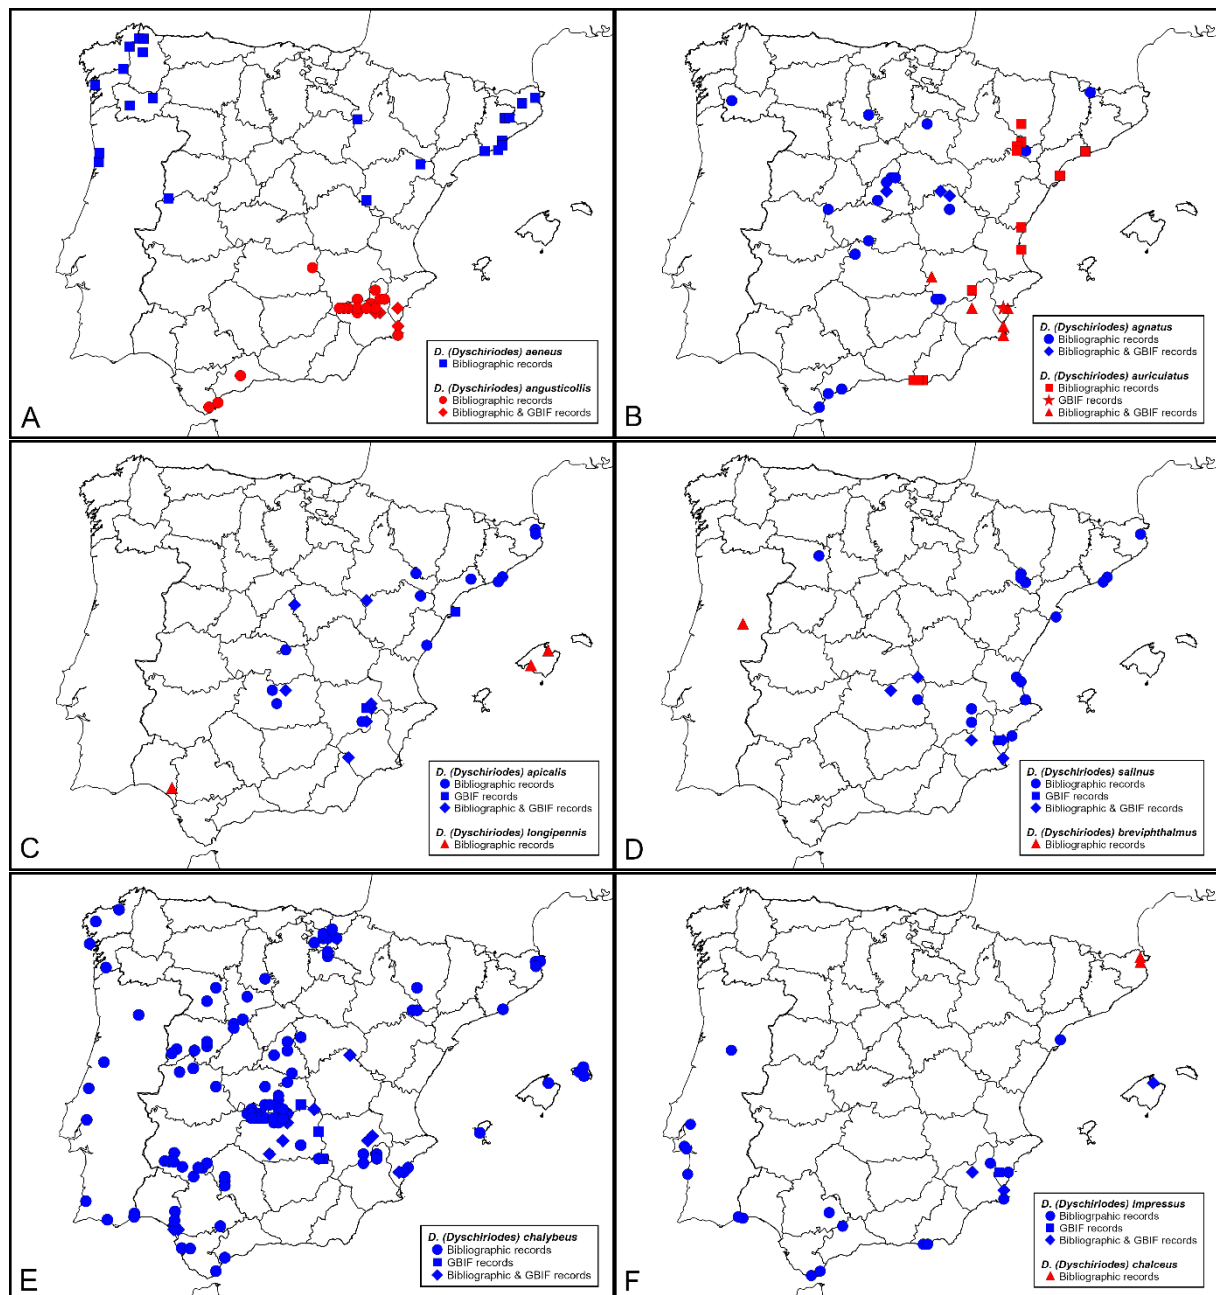 D. (Dyschiriodes) aeneus
Bibliographic records
D. (Dyschiriodes) angusticollis
Bibliographic records
Bibliographic & GBIF records
A
D. (Dyschiriodes) agnatus
Bibliographic records
Bibliographic & GBIF records
D. (Dyschiriodes) auriculatus
Bibliographic records
GBIF records
Bibliographic & GBIF records
B
D. (Dyschiriodes) apicalis
Bibliographic records
GBIF records
Bibliographic & GBIF records
D. (Dyschiriodes) longipennis
Bibliographic records
C
D. (Dyschiriodes) salinus
Bibliographic records
GBIF records
Bibliographic & GBIF records
D. (Dyschiriodes) breviphthalmus
Bibliographic records
D
D. (Dyschiriodes) chalybeus
Bibliographic records
GBIF records
Bibliographic & GBIF records
E
D. (Dyschiriodes) impressus
Bibliogrpahic records
GBIF records
Bibliographic & GBIF records
D. (Dyschiriodes) chalceus
Bibliographic records
F